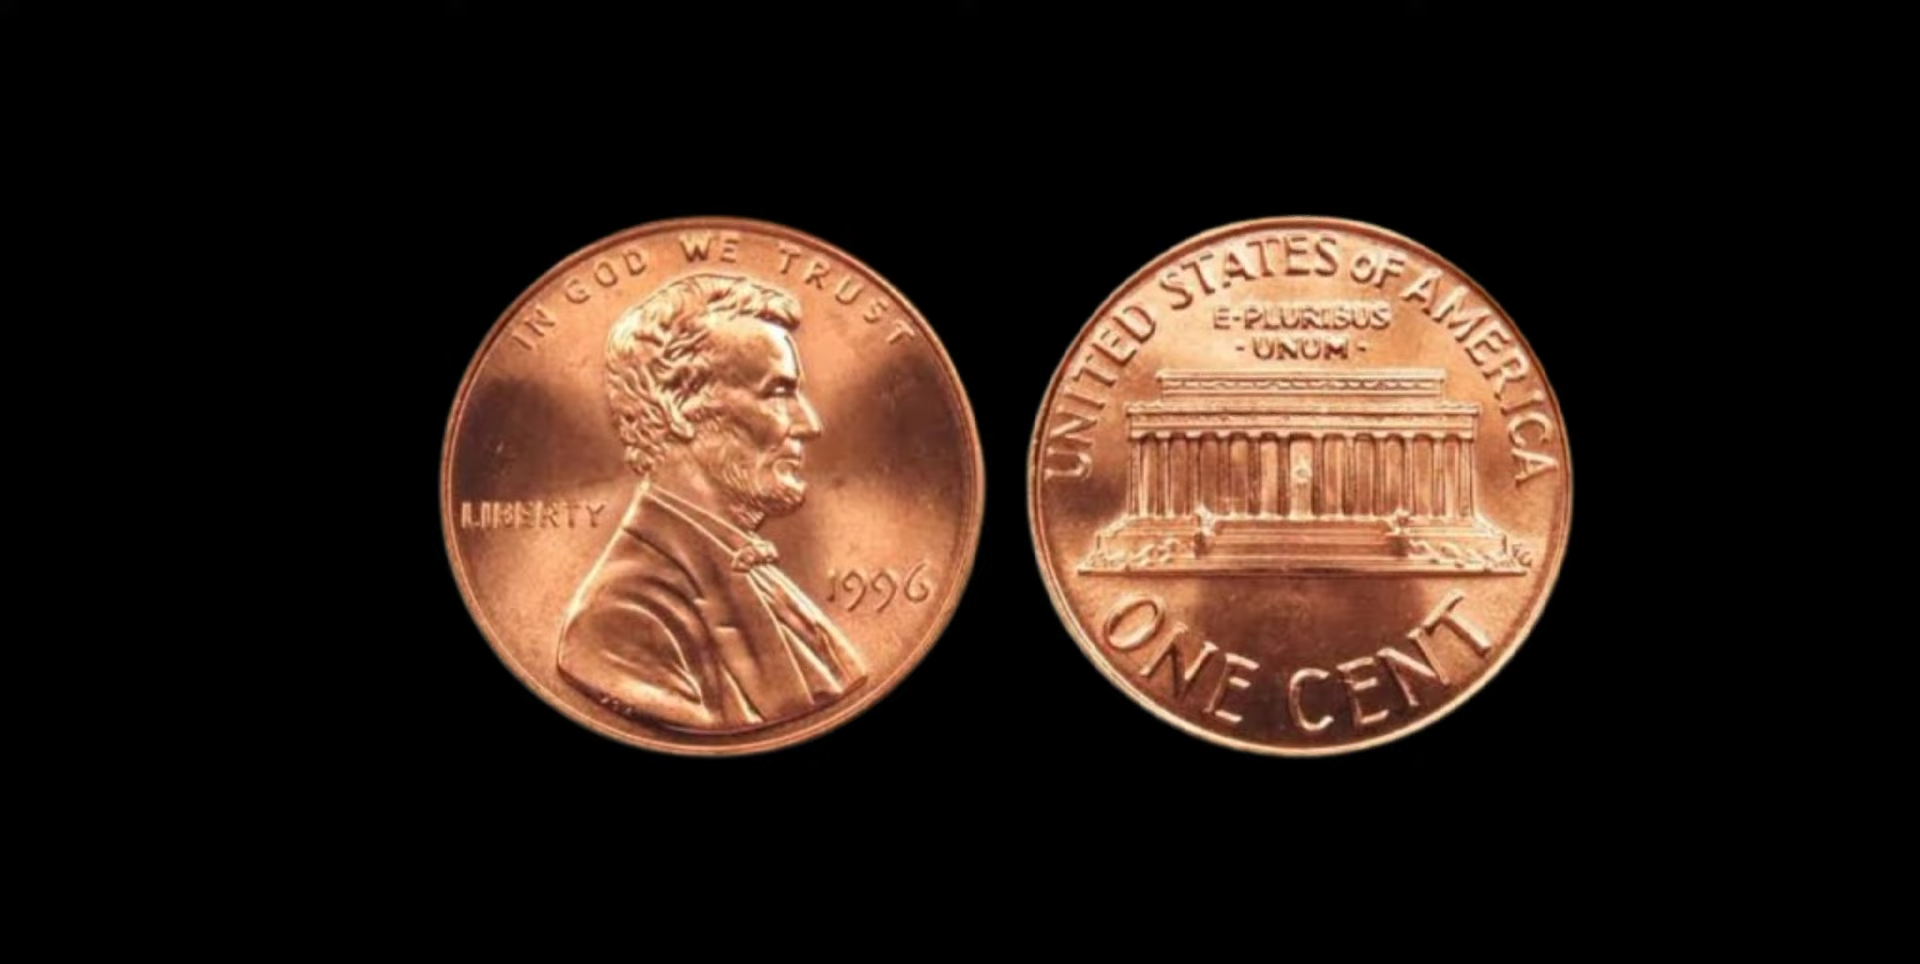 IN GOD WE TRUST
LIBERTY
1996
UNITED STATES OF AMERICA
E·PLURIBUS
·UNUM·
ONE CENT